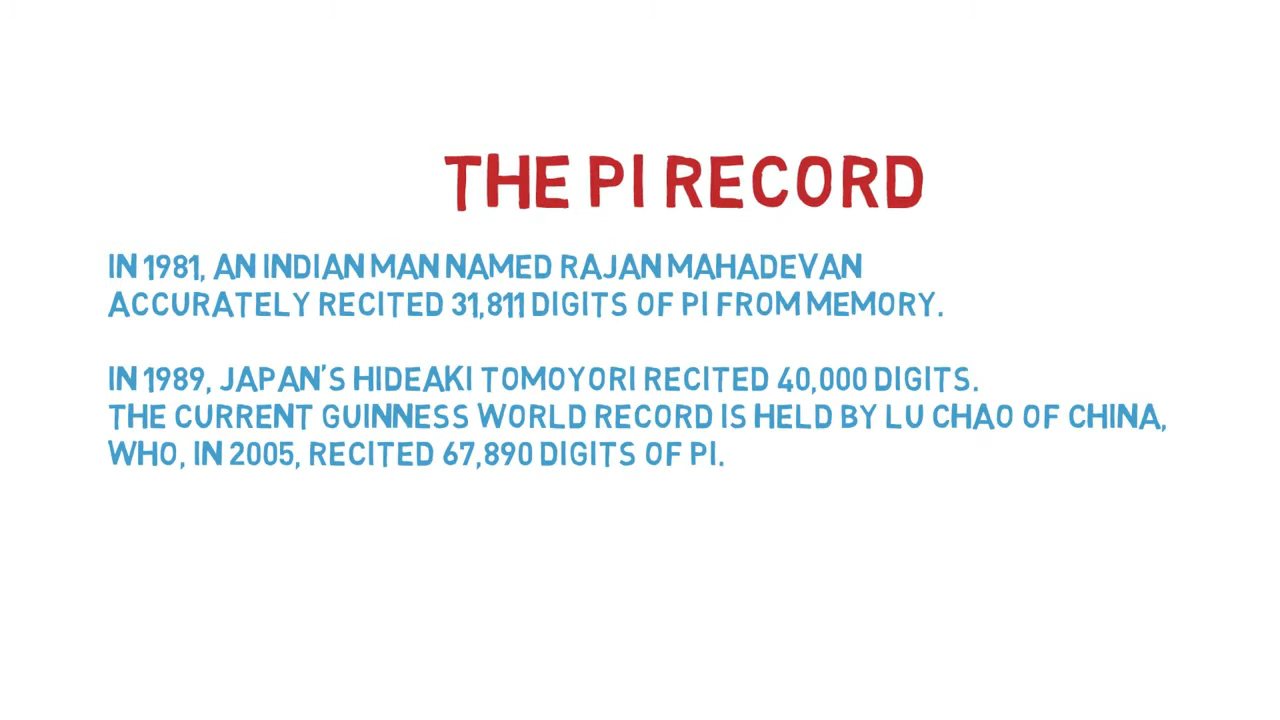 THE PI RECORD
IN 1981, AN INDIAN MAN NAMED RAJAN MAHADEVAN
ACCURATELY RECITED 31,811 DIGITS OF PI FROM MEMORY.
IN 1989, JAPAN'S HIDEAKI TOMOYORI RECITED 40,000 DIGITS.
THE CURRENT GUINNESS WORLD RECORD IS HELD BY LU CHAO OF CHINA,
WHO, IN 2005, RECITED 67,890 DIGITS OF PI.